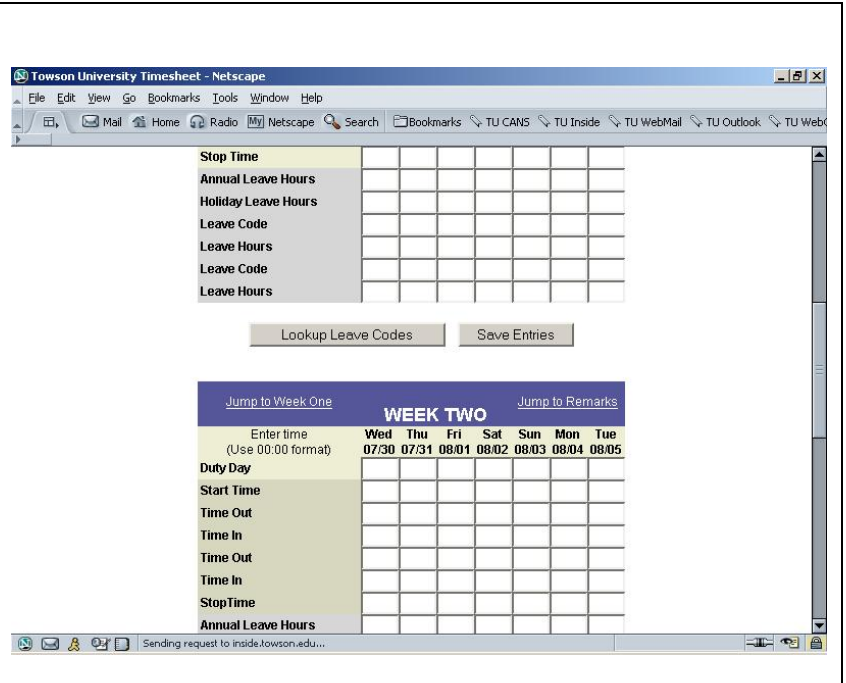 Towson University Timesheet - Netscape
File Edit View Go Bookmarks Tools Window Help
Mail Home Radio My Netscape Search Bookmarks TU CANS TU Inside TU WebMail TU Outlook TU Web
Stop Time
Annual Leave Hours
Holiday Leave Hours
Leave Code
Leave Hours
Leave Code
Leave Hours
Lookup Leave Codes Save Entries
Jump to Week One WEEK TWO Jump to Remarks
Enter time Wed Thu Fri Sat Sun Mon Tue
(Use 00:00 format) 07/30 07/31 08/01 08/02 08/03 08/04 08/05
Duty Day
Start Time
Time Out
Time In
Time Out
Time In
StopTime
Annual Leave Hours
Sending request to inside.towson.edu...